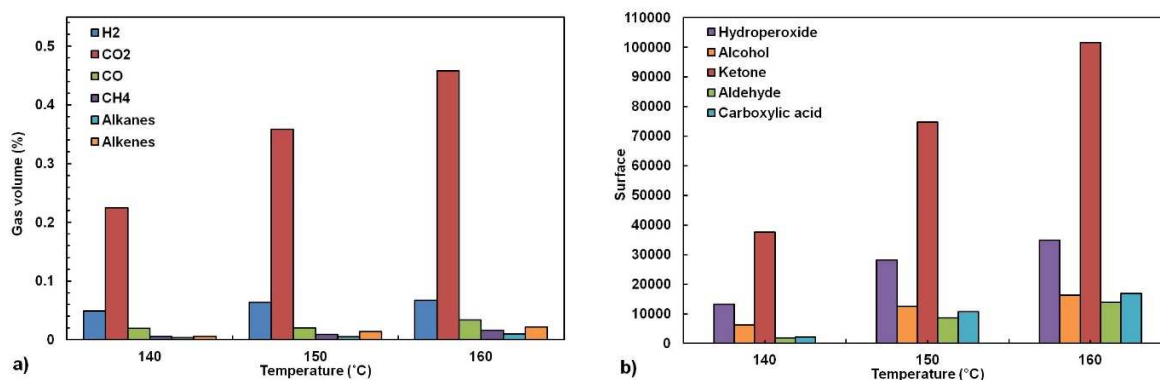 0.5
0.4
0.3
0.2
0.1
0
Gas volume (%)
H2
CO2
CO
CH4
Alkanes
Alkenes
140
150
160
Temperature (°C)
a)
110000
100000
90000
80000
70000
60000
50000
40000
30000
20000
10000
0
Surface
Hydroperoxide
Alcohol
Ketone
Aldehyde
Carboxylic acid
140
150
160
Temperature (°C)
b)